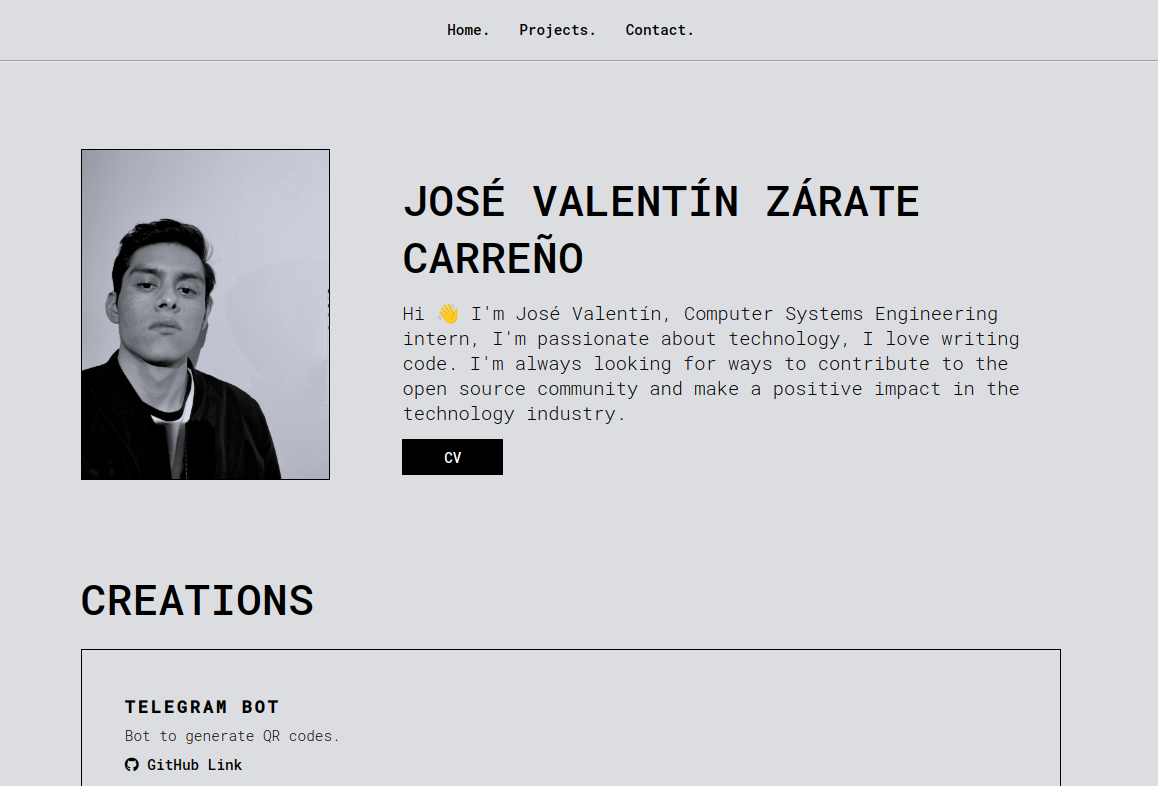 Home. Projects. Contact.
JOSÉ VALENTÍN ZÁRATE
CARREÑO
Hi 👋 I'm José Valentín, Computer Systems Engineering
intern, I'm passionate about technology, I love writing
code. I'm always looking for ways to contribute to the
open source community and make a positive impact in the
technology industry.
CV
CREATIONS
TELEGRAM BOT
Bot to generate QR codes.
GitHub Link